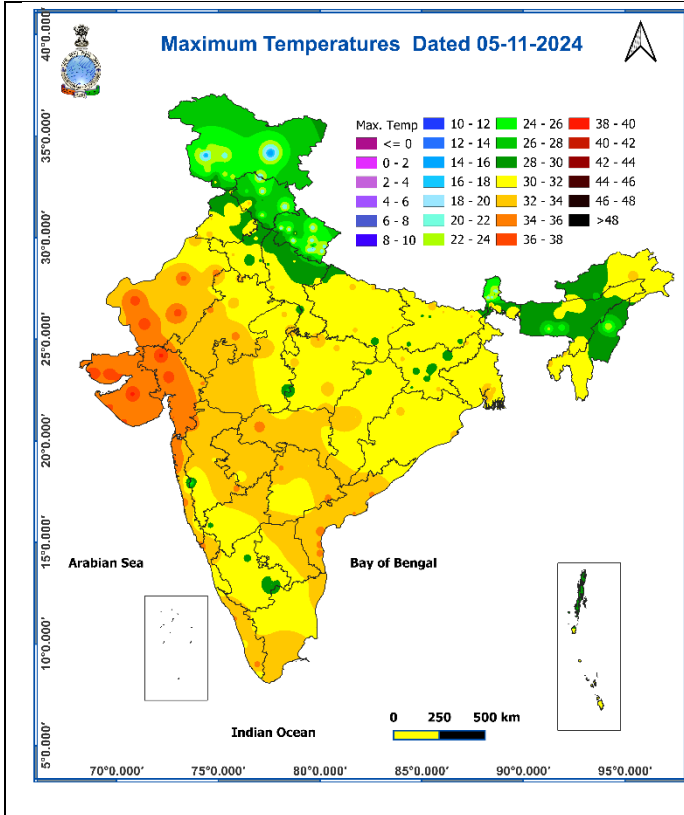 Maximum Temperatures Dated 05-11-2024
Max. Temp
<= 0
0 - 2
2 - 4
4 - 6
6 - 8
8 - 10
10 - 12
12 - 14
14 - 16
16 - 18
18 - 20
20 - 22
22 - 24
24 - 26
26 - 28
28 - 30
30 - 32
32 - 34
34 - 36
36 - 38
38 - 40
40 - 42
42 - 44
44 - 46
46 - 48
>48
40°0.000'
35°0.000'
30°0.000'
25°0.000'
20°0.000'
15°0.000'
10°0.000'
5°0.000'
Arabian Sea
Bay of Bengal
Indian Ocean
0 250 500 km
70°0.000' 75°0.000' 80°0.000' 85°0.000' 90°0.000' 95°0.000'